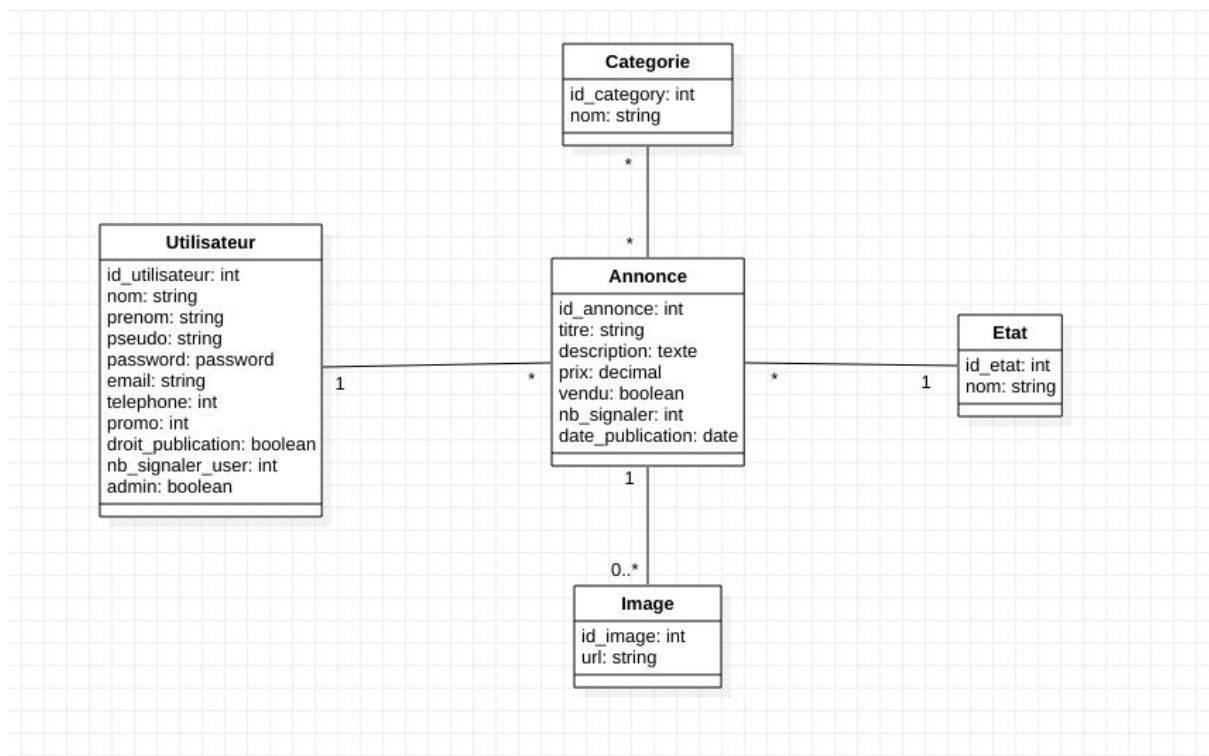 Categorie
id_category: int
nom: string
*
*
Utilisateur
id_utilisateur: int
nom: string
prenom: string
pseudo: string
password: password
email: string
telephone: int
promo: int
droit_publication: boolean
nb_signaler_user: int
admin: boolean
1
*
Annonce
id_annonce: int
titre: string
description: texte
prix: decimal
vendu: boolean
nb_signaler: int
date_publication: date
*
1
Etat
id_etat: int
nom: string
1
0..*
Image
id_image: int
url: string